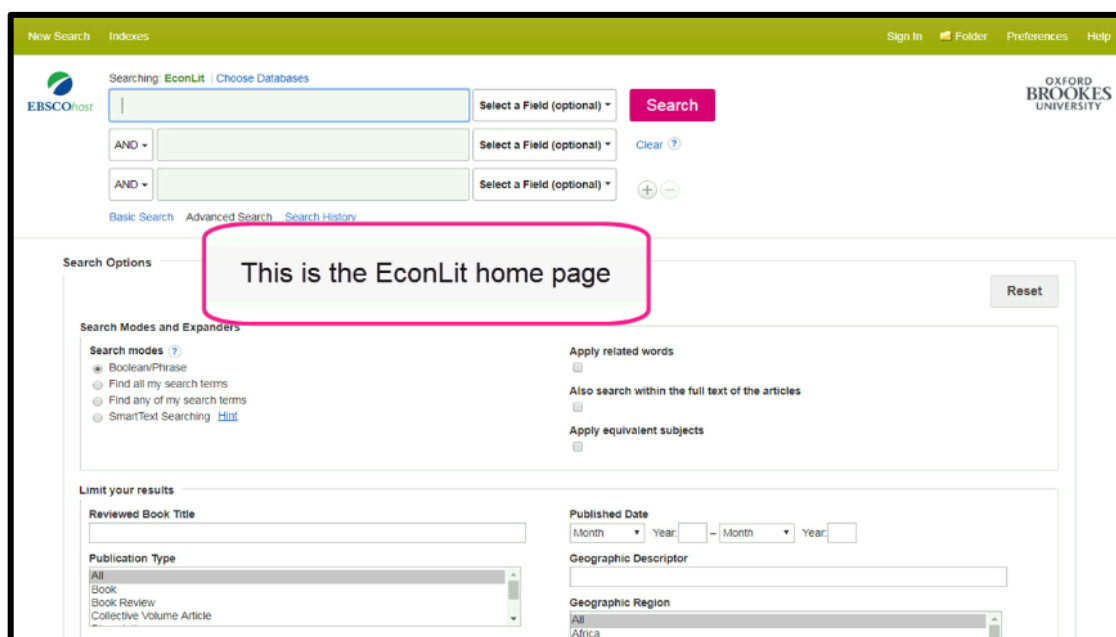 New Search Indexes Sign In Folder Preferences Help
Searching: EconLit | Choose Databases
EBSCOhost
Select a Field (optional)
Search
OXFORD
BROOKES
UNIVERSITY
AND
Select a Field (optional)
Clear ?
AND
Select a Field (optional)
Basic Search Advanced Search Search History
This is the EconLit home page
Search Options
Reset
Search Modes and Expanders
Search modes ?
Boolean/Phrase
Find all my search terms
Find any of my search terms
SmartText Searching Hint
Apply related words
Also search within the full text of the articles
Apply equivalent subjects
Limit your results
Reviewed Book Title
Publication Type
All
Book
Book Review
Collective Volume Article
Published Date
Month Year: – Month Year:
Geographic Descriptor
Geographic Region
All
Africa